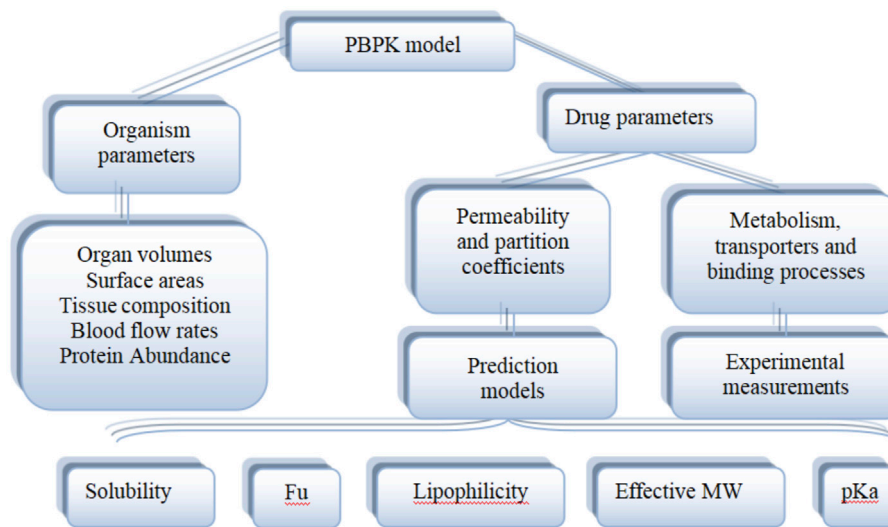 PBPK model
Organism
parameters
Drug parameters
Organ volumes
Surface areas
Tissue composition
Blood flow rates
Protein Abundance
Permeability
and partition
coefficients
Metabolism,
transporters and
binding processes
Prediction
models
Experimental
measurements
Solubility
Fu
Lipophilicity
Effective MW
pKa